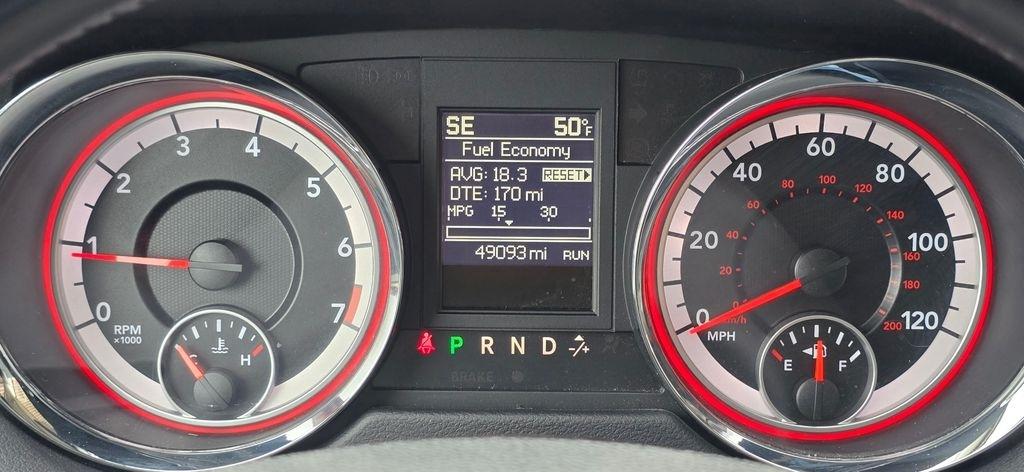 SE 50°F
Fuel Economy
AVG: 18.3 RESET
DTE: 170 mi
MPG 15 30
49093 mi RUN
0 1 2 3 4 5 6 7
RPM
x1000
C H
P R N D
BRAKE
0 20 40 60 80 100 120
MPH
0 20 40 60 80 100 120 140 160 180 200
km/h
E F